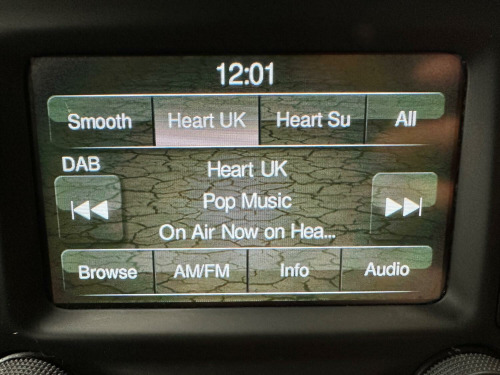 12:01
Smooth Heart UK Heart Su All
DAB
Heart UK
Pop Music
On Air Now on Hea...
Browse AM/FM Info Audio